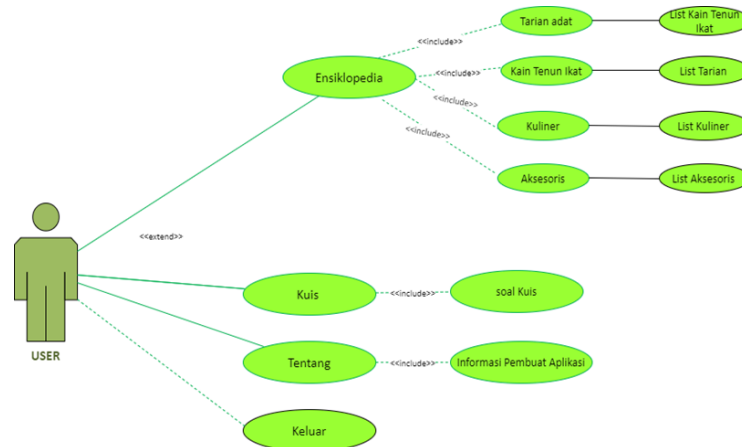 Tarian adat
List Kain Tenun
Ikat
<<include>>
Ensiklopedia
<<include>>
Kain Tenun Ikat
List Tarian
<<include>>
Kuliner
List Kuliner
<<include>>
Aksesoris
List Aksesoris
<<extend>>
Kuis
<<include>>
soal Kuis
USER
Tentang
<<include>>
Informasi Pembuat Aplikasi
Keluar